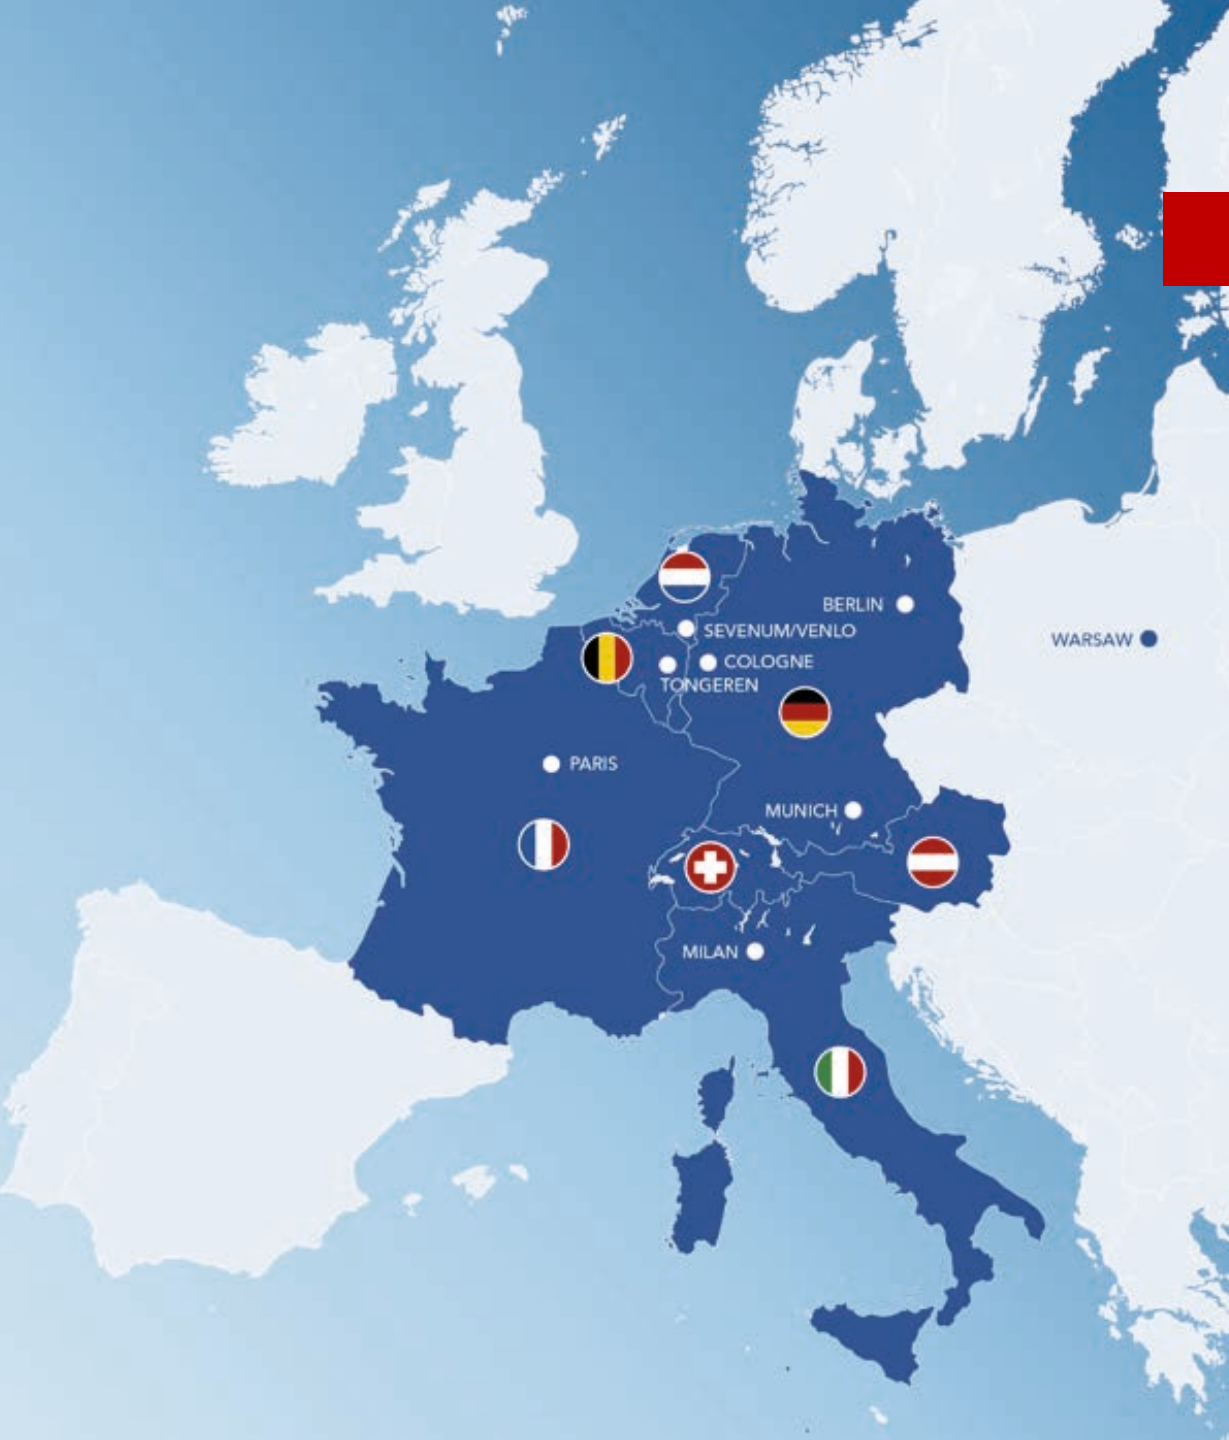 BERLIN
SEVENUM/VENLO
WARSAW
COLOGNE
TONGEREN
PARIS
MUNICH
MILAN